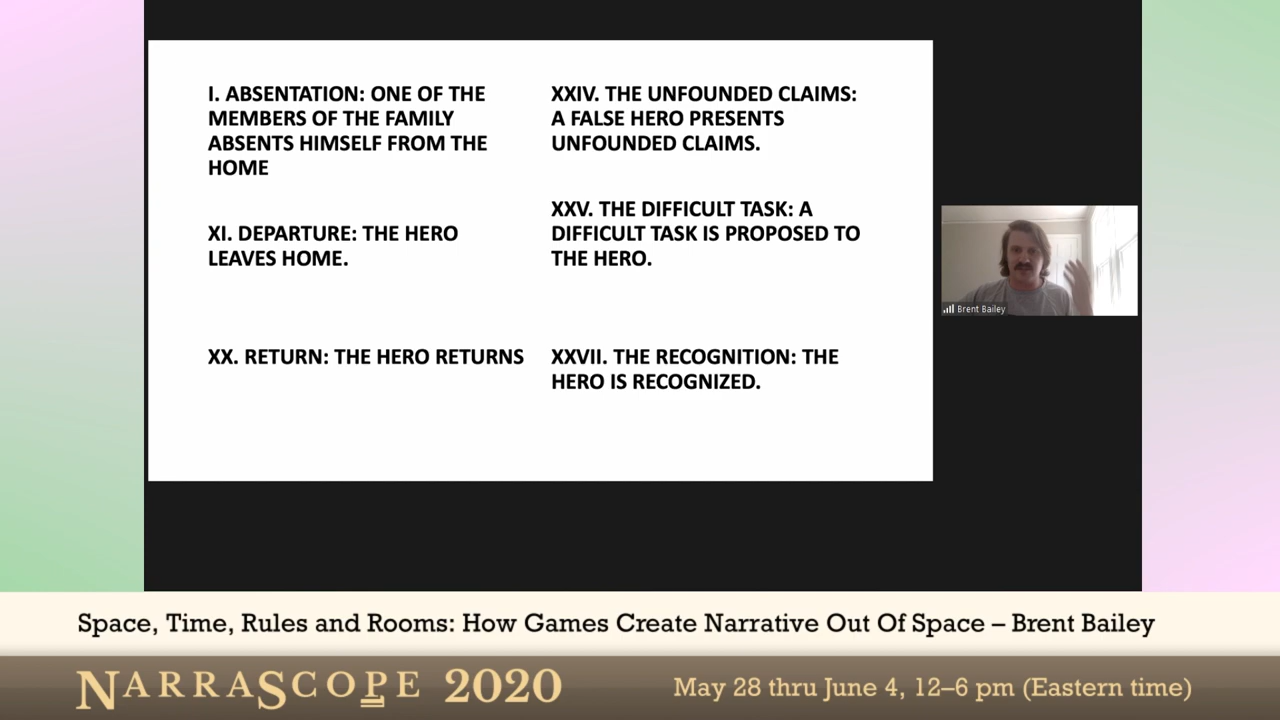 I. ABSENTATION: ONE OF THE
MEMBERS OF THE FAMILY
ABSENTS HIMSELF FROM THE
HOME
XI. DEPARTURE: THE HERO
LEAVES HOME.
XX. RETURN: THE HERO RETURNS
XXIV. THE UNFOUNDED CLAIMS:
A FALSE HERO PRESENTS
UNFOUNDED CLAIMS.
XXV. THE DIFFICULT TASK: A
DIFFICULT TASK IS PROPOSED TO
THE HERO.
XXVII. THE RECOGNITION: THE
HERO IS RECOGNIZED.
Brent Bailey
Space, Time, Rules and Rooms: How Games Create Narrative Out Of Space – Brent Bailey
NARRASCOPE 2020
May 28 thru June 4, 12–6 pm (Eastern time)